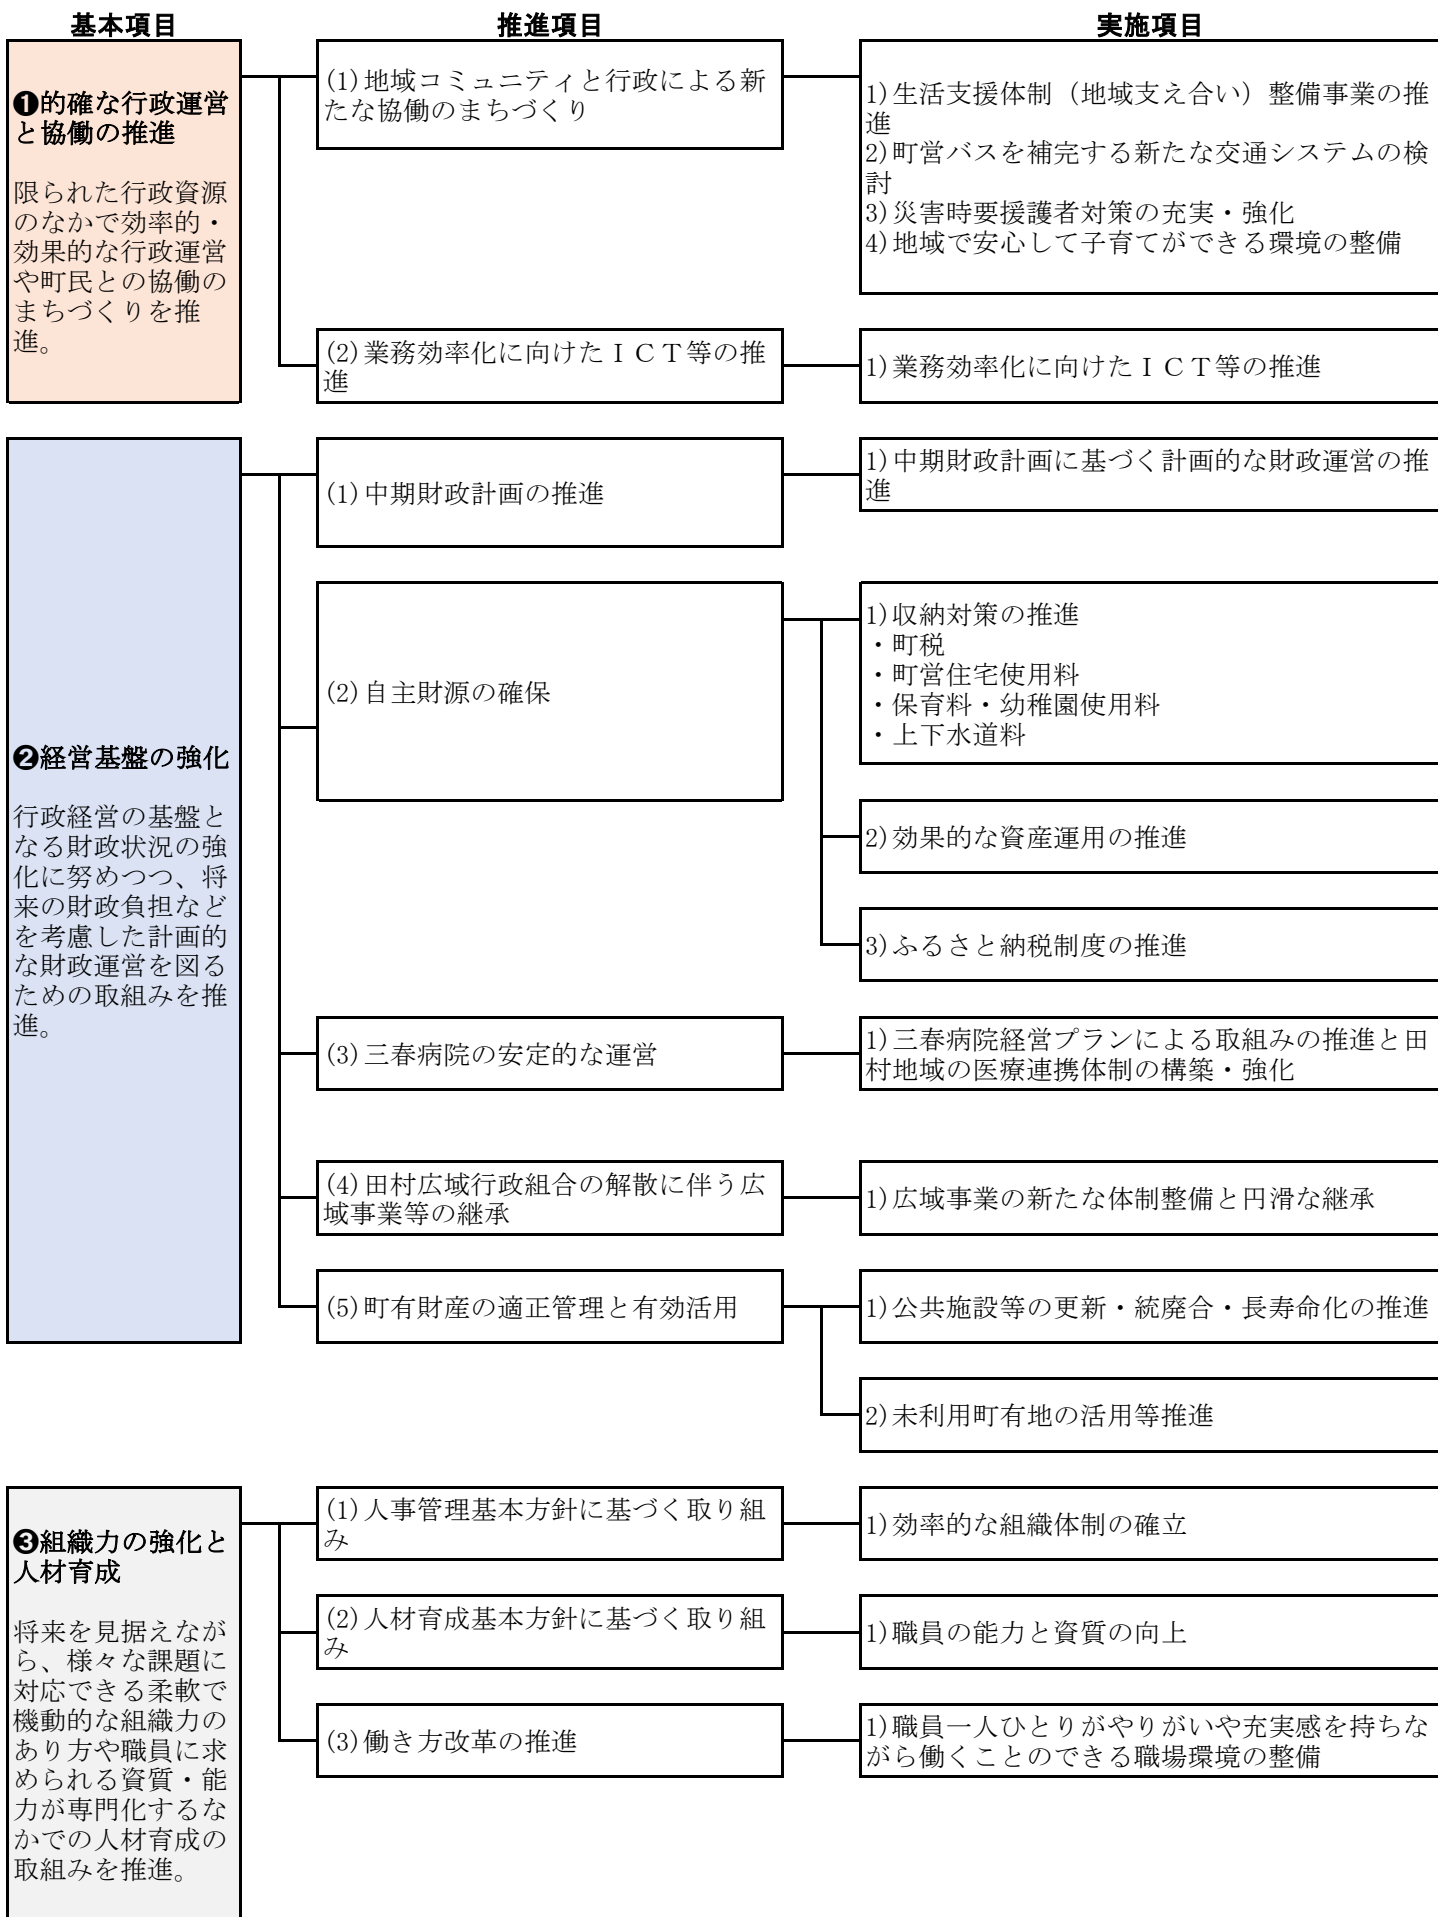 基本項目
推進項目
実施項目
❶的確な行政運営
と協働の推進
限られた行政資源
のなかで効率的・
効果的な行政運営
や町民との協働の
まちづくりを推
進。
(1)地域コミュニティと行政による新
たな協働のまちづくり
1)生活支援体制（地域支え合い）整備事業の推
進
2)町営バスを補完する新たな交通システムの検
討
3)災害時要援護者対策の充実・強化
4)地域で安心して子育てができる環境の整備
(2)業務効率化に向けたＩＣＴ等の推
進
1)業務効率化に向けたＩＣＴ等の推進
❷経営基盤の強化
行政経営の基盤と
なる財政状況の強
化に努めつつ、将
来の財政負担など
を考慮した計画的
な財政運営を図る
ための取組みを推
進。
(1)中期財政計画の推進
1)中期財政計画に基づく計画的な財政運営の推
進
(2)自主財源の確保
1)収納対策の推進
・町税
・町営住宅使用料
・保育料・幼稚園使用料
・上下水道料
2)効果的な資産運用の推進
3)ふるさと納税制度の推進
(3)三春病院の安定的な運営
1)三春病院経営プランによる取組みの推進と田
村地域の医療連携体制の構築・強化
(4)田村広域行政組合の解散に伴う広
域事業等の継承
1)広域事業の新たな体制整備と円滑な継承
(5)町有財産の適正管理と有効活用
1)公共施設等の更新・統廃合・長寿命化の推進
2)未利用町有地の活用等推進
❸組織力の強化と
人材育成
将来を見据えなが
ら、様々な課題に
対応できる柔軟で
機動的な組織力の
あり方や職員に求
められる資質・能
力が専門化するな
かでの人材育成の
取組みを推進。
(1)人事管理基本方針に基づく取り組
み
1)効率的な組織体制の確立
(2)人材育成基本方針に基づく取り組
み
1)職員の能力と資質の向上
(3)働き方改革の推進
1)職員一人ひとりがやりがいや充実感を持ちな
がら働くことのできる職場環境の整備